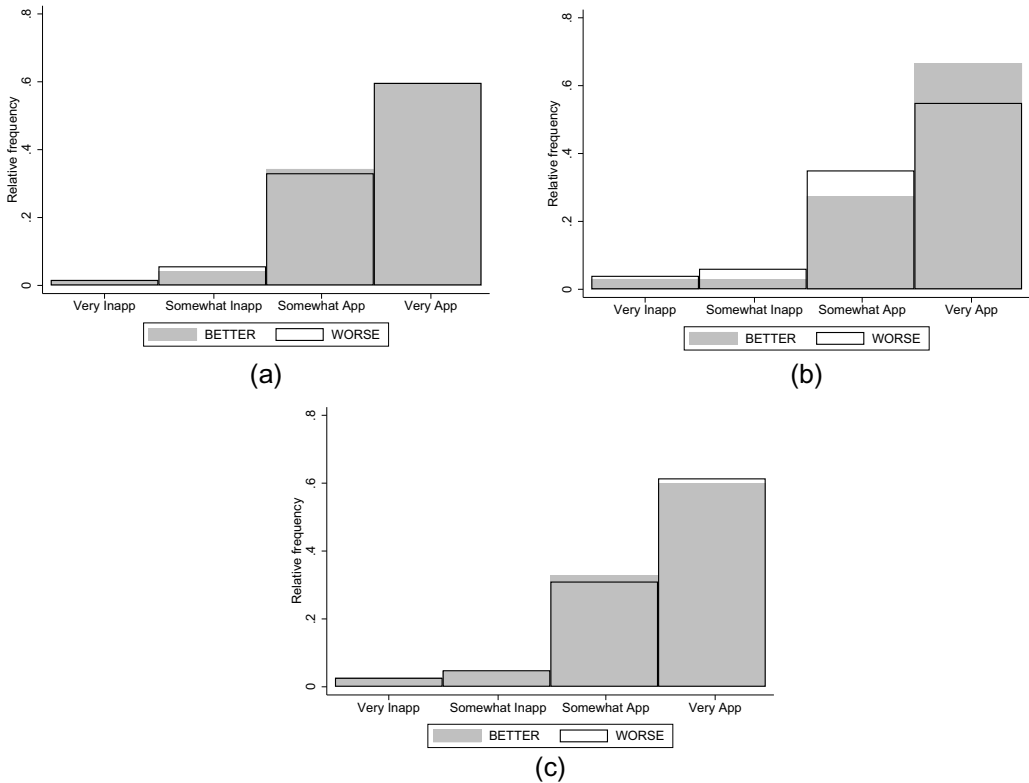 .8
.6
.4
.2
0
Relative frequency
Very Inapp Somewhat Inapp Somewhat App Very App
BETTER WORSE
(a)
.8
.6
.4
.2
0
Relative frequency
Very Inapp Somewhat Inapp Somewhat App Very App
BETTER WORSE
(b)
.8
.6
.4
.2
0
Relative frequency
Very Inapp Somewhat Inapp Somewhat App Very App
BETTER WORSE
(c)